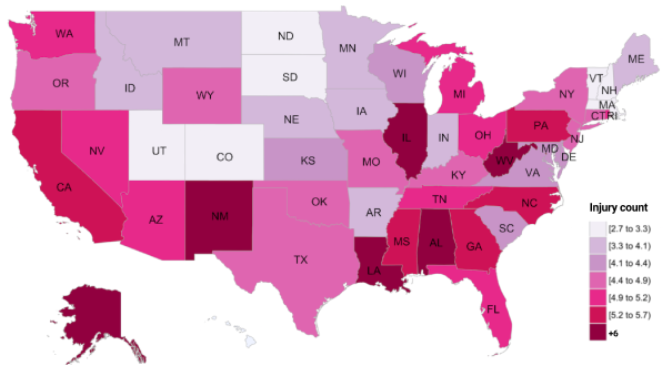 WA
ND
MT
MN
ME
SD
WI
VT
OR
ID
WY
MI
NH
NY
MA
IA
CTRI
NE
PA
IL
IN
OH
NJ
NV
UT
MD
CO
DE
WV
KS
MO
VA
CA
KY
OK
TN
NC
AZ
NM
AR
SC
MS
AL
GA
TX
LA
FL
Injury count
[2.7 to 3.3)
[3.3 to 4.1)
[4.1 to 4.4)
[4.4 to 4.9)
[4.9 to 5.2)
[5.2 to 5.7)
+6